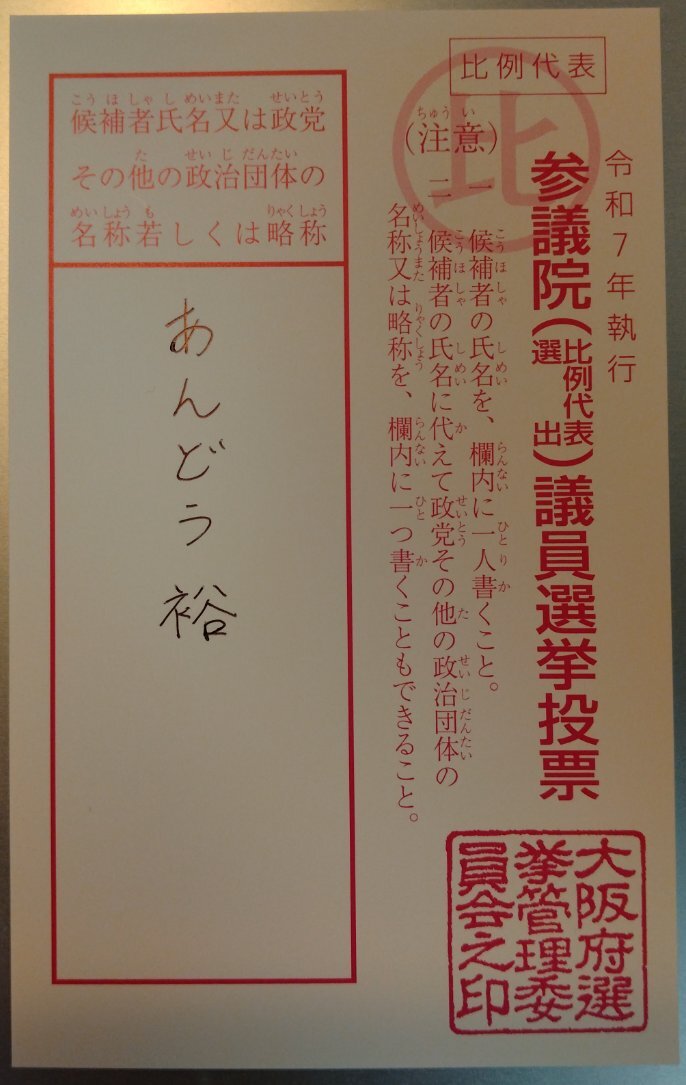 比例代表
比
令和7年執行
参議院(比例代表選出)議員選挙投票
(注意)
一 候補者の氏名を、欄内に一人書くこと。
二 候補者の氏名に代えて政党その他の政治団体の
名称又は略称を、欄内に一つ書くこともできること。
候補者氏名又は政党
その他の政治団体の
名称若しくは略称
あんどう裕
大阪府選
挙管理委
員会之印